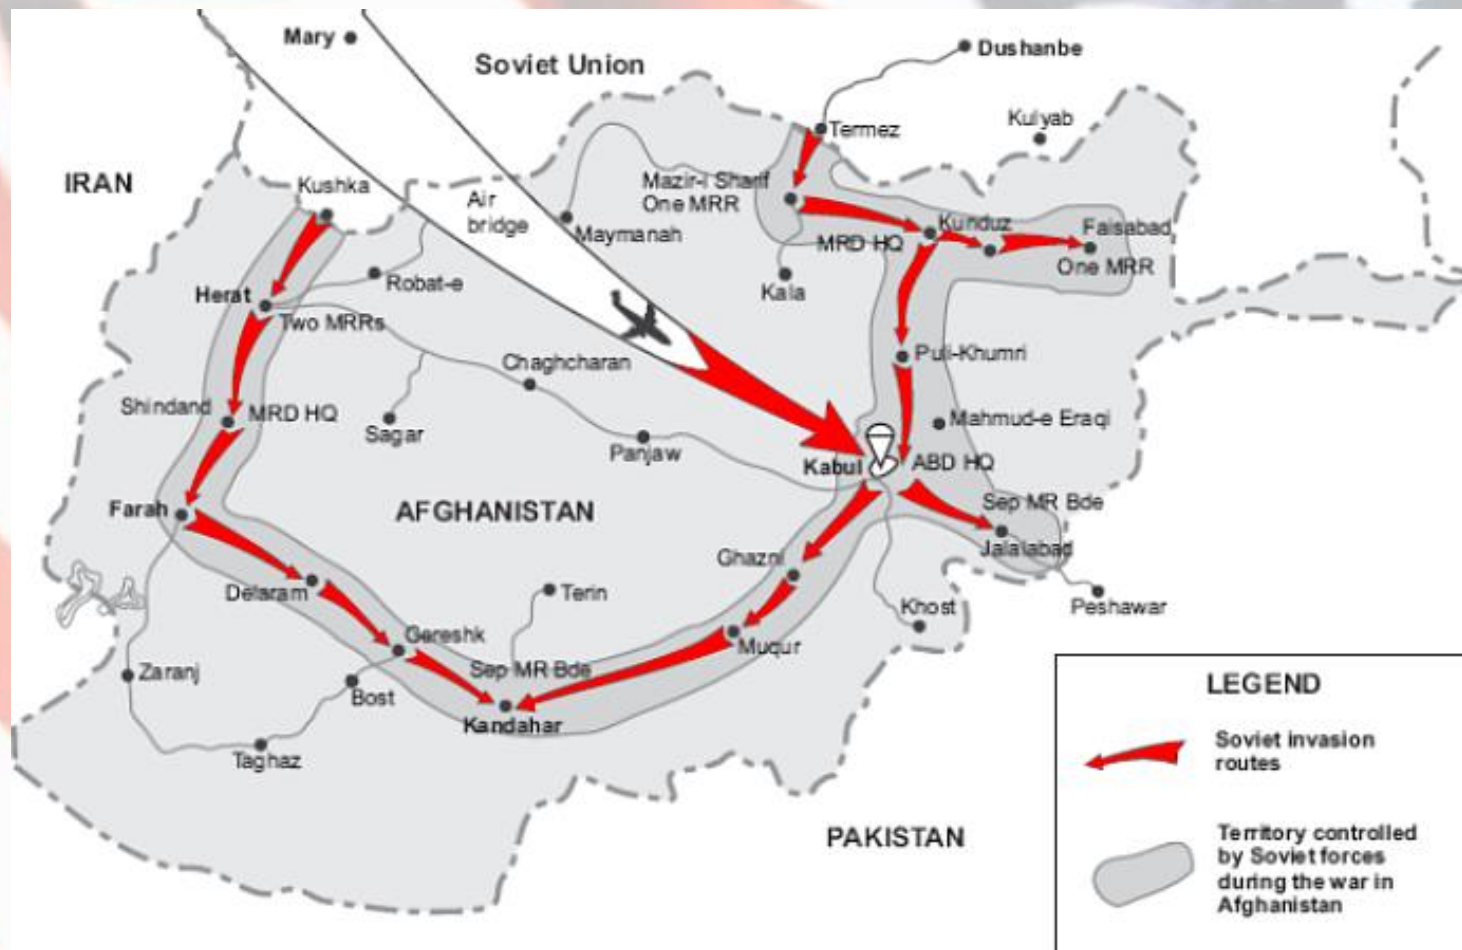 Mary
Soviet Union
Dushanbe
Kulyab
Termez
IRAN
Kushka
Air
bridge
Mazir-i Sharif
One MRR
Maymanah
MRD HQ
Kunduz
Faisabad
One MRR
Kala
Robat-e
Herat
Two MRRs
Puli-Khumri
Chaghcharan
Shindand
MRD HQ
Sagar
Panjaw
Mahmud-e Eraqi
Kabul
ABD HQ
Farah
AFGHANISTAN
Sep MR Bde
Jalalabad
Ghazni
Delaram
Terin
Khost
Peshawar
Gereshk
Muqur
Sep MR Bde
Zaranj
Bost
Kandahar
Taghaz
PAKISTAN
LEGEND
Soviet invasion
routes
Territory controlled
by Soviet forces
during the war in
Afghanistan